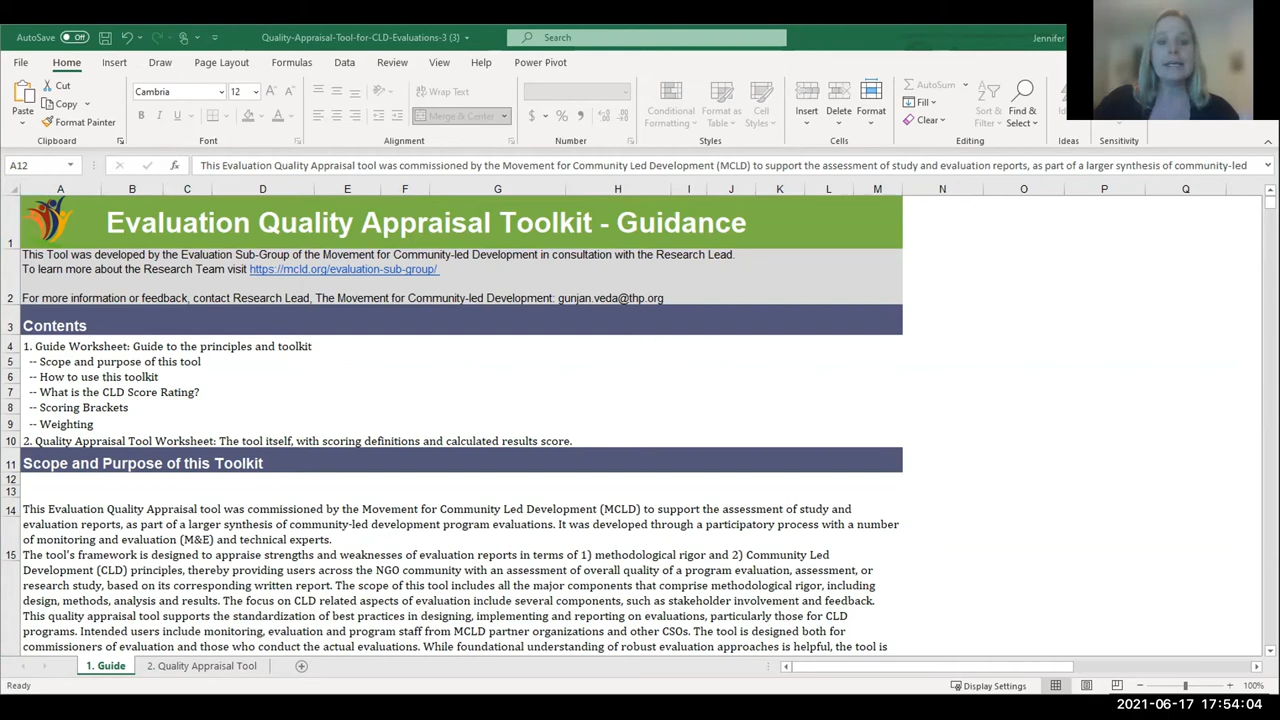 AutoSave Off Quality-Appraisal-Tool-for-CLD-Evaluations-3 (3) Search Jennifer
File Home Insert Draw Page Layout Formulas Data Review View Help Power Pivot
Paste Cut Copy Format Painter
Cambria 12
B I U
Wrap Text
Merge & Center
Conditional Formatting Format as Table Cell Styles
Insert Delete Format
AutoSum Fill Clear
Sort & Filter Find & Select
Clipboard Font Alignment Number Styles Cells Editing Ideas Sensitivity
A12 fx This Evaluation Quality Appraisal tool was commissioned by the Movement for Community Led Development (MCLD) to support the assessment of study and evaluation reports, as part of a larger synthesis of community-led
A B C D E F G H I J K L M N O P Q
1 Evaluation Quality Appraisal Toolkit - Guidance
This Tool was developed by the Evaluation Sub-Group of the Movement for Community-led Development in consultation with the Research Lead.
To learn more about the Research Team visit https://mcld.org/evaluation-sub-group/
2 For more information or feedback, contact Research Lead, The Movement for Community-led Development: gunjan.veda@thp.org
3 Contents
4 1. Guide Worksheet: Guide to the principles and toolkit
5 -- Scope and purpose of this tool
6 -- How to use this toolkit
7 -- What is the CLD Score Rating?
8 -- Scoring Brackets
9 -- Weighting
10 2. Quality Appraisal Tool Worksheet: The tool itself, with scoring definitions and calculated results score.
11 Scope and Purpose of this Toolkit
12
13
14 This Evaluation Quality Appraisal tool was commissioned by the Movement for Community Led Development (MCLD) to support the assessment of study and
evaluation reports, as part of a larger synthesis of community-led development program evaluations. It was developed through a participatory process with a number
of monitoring and evaluation (M&E) and technical experts.
15 The tool's framework is designed to appraise strengths and weaknesses of evaluation reports in terms of 1) methodological rigor and 2) Community Led
Development (CLD) principles, thereby providing users across the NGO community with an assessment of overall quality of a program evaluation, assessment, or
research study, based on its corresponding written report. The scope of this tool includes all the major components that comprise methodological rigor, including
design, methods, analysis and results. The focus on CLD related aspects of evaluation include several components, such as stakeholder involvement and feedback.
This quality appraisal tool supports the standardization of best practices in designing, implementing and reporting on evaluations, particularly those for CLD
programs. Intended users include monitoring, evaluation and program staff from MCLD partner organizations and other CSOs. The tool is designed both for
commissioners of evaluation and those who conduct the actual evaluations. While foundational understanding of robust evaluation approaches is helpful, the tool is
1. Guide 2. Quality Appraisal Tool
Ready Display Settings 100%
2021-06-17 17:54:04